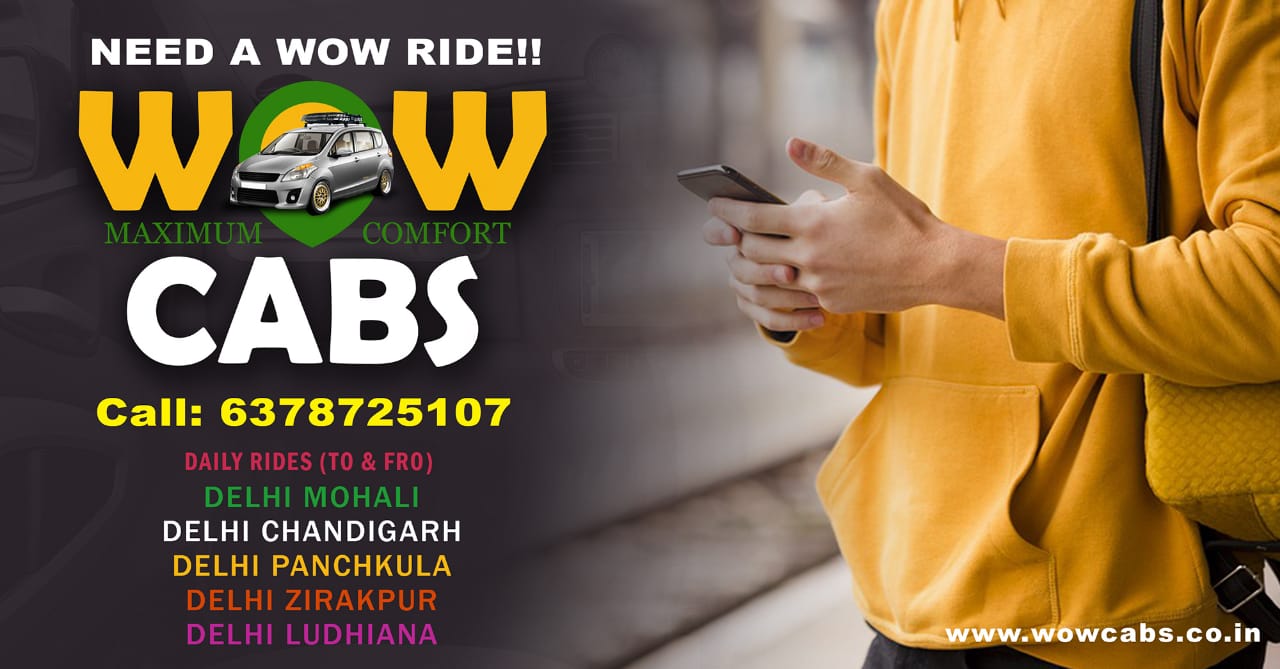 NEED A WOW RIDE!!
WOW
MAXIMUM COMFORT
CABS
Call: 6378725107
DAILY RIDES (TO & FRO)
DELHI MOHALI
DELHI CHANDIGARH
DELHI PANCHKULA
DELHI ZIRAKPUR
DELHI LUDHIANA
www.wowcabs.co.in